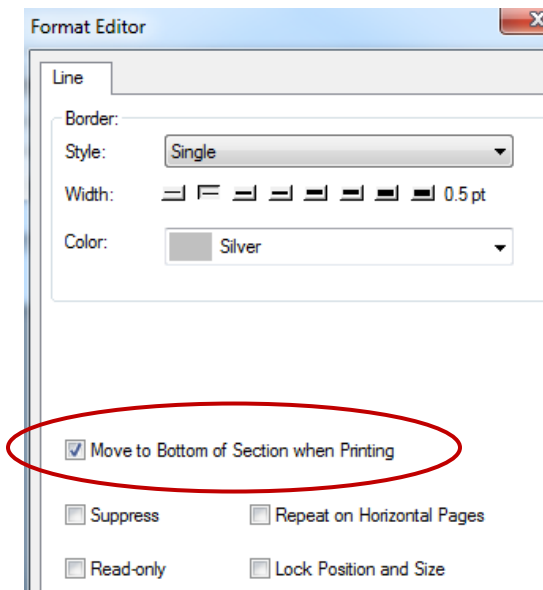 Format Editor
Line
Border:
Style: Single
Width: 0.5 pt
Color: Silver
Move to Bottom of Section when Printing
Suppress Repeat on Horizontal Pages
Read-only Lock Position and Size